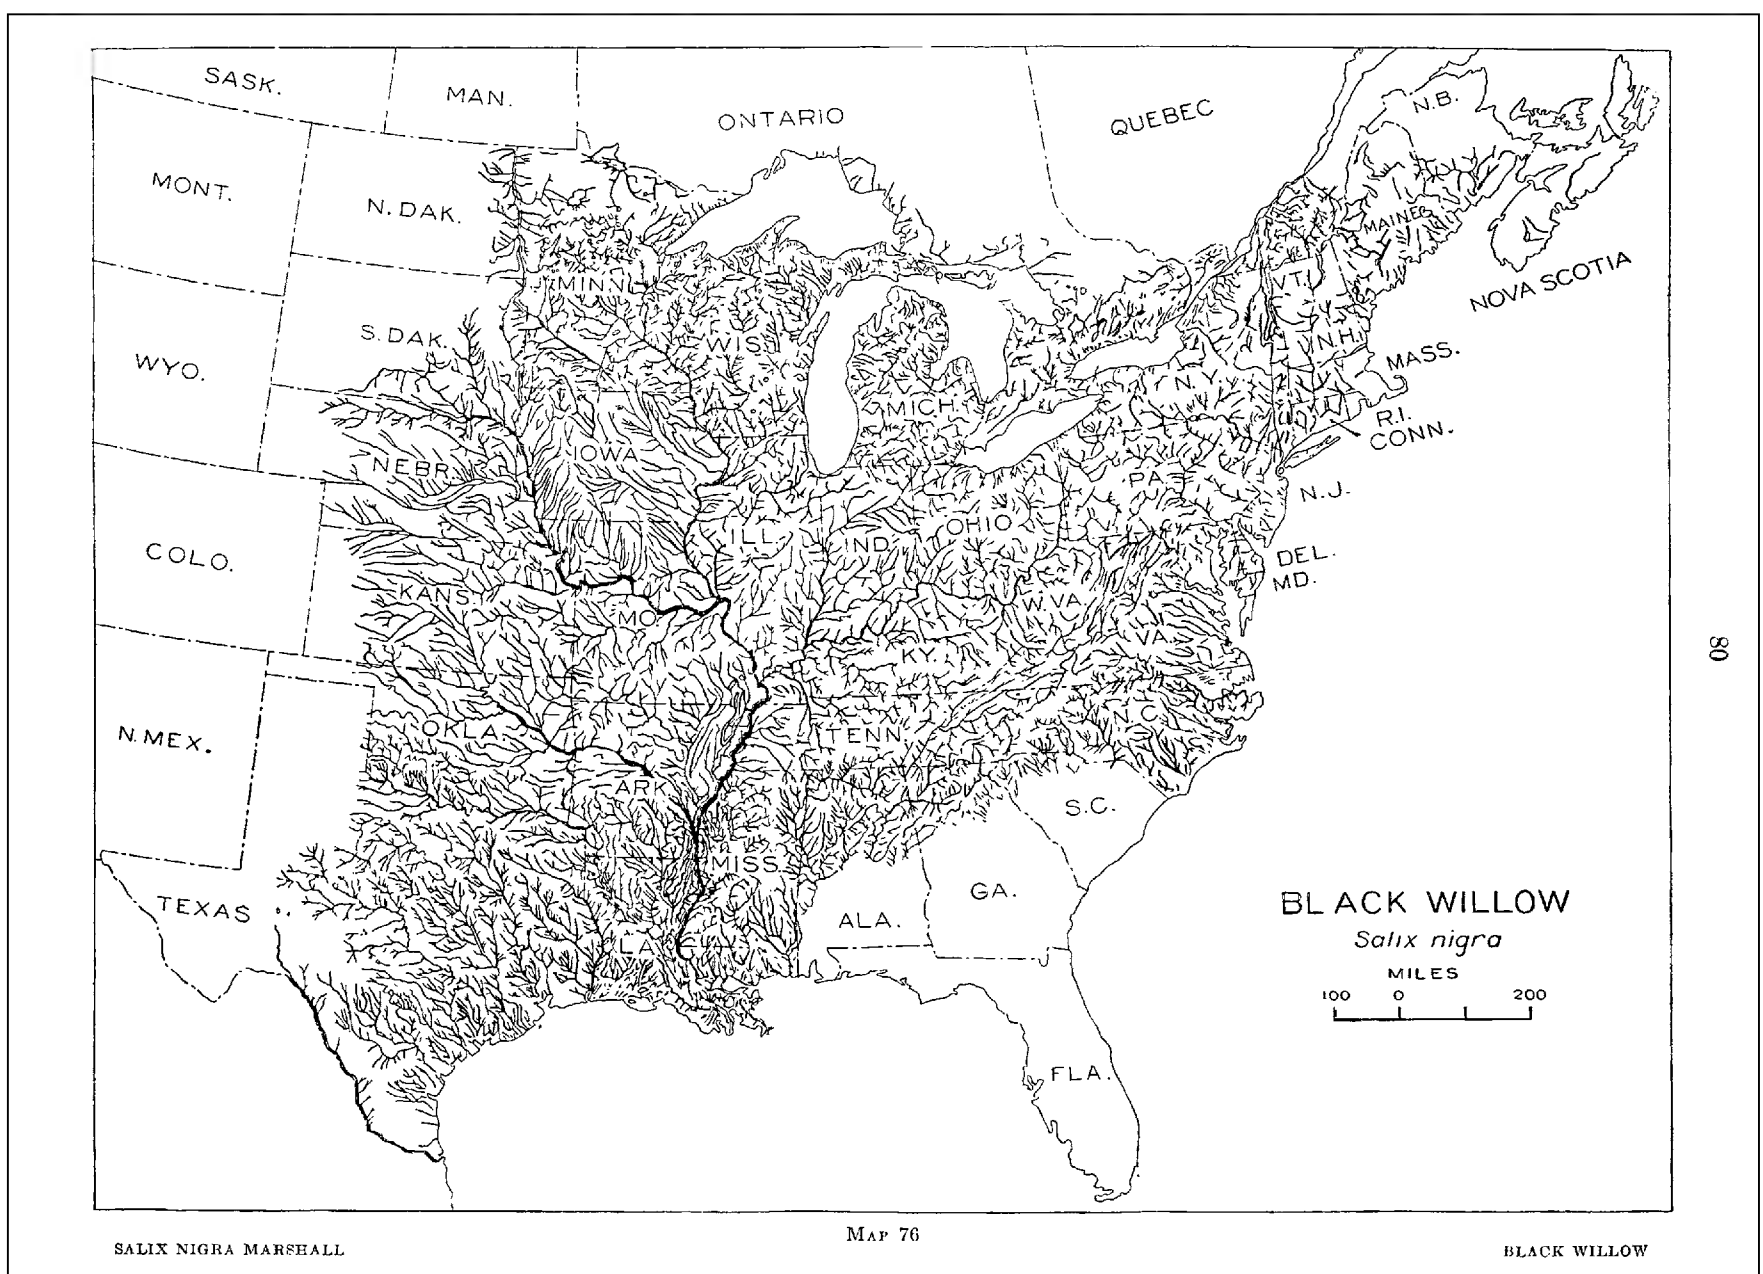 SASK.
MAN.
ONTARIO
QUEBEC
N.B.
MONT.
N.DAK.
MAINE
MINN.
VT.
NOVA SCOTIA
S.DAK.
WIS.
N.H.
MASS.
WYO.
MICH.
N.Y.
R.I.
CONN.
NEBR.
IOWA
PA.
N.J.
COLO.
ILL.
IND.
OHIO
DEL.
MD.
KANS.
MO.
W.VA.
VA.
KY.
80
N.MEX.
OKLA.
TENN.
N.C.
ARK.
S.C.
MISS.
GA.
TEXAS
ALA.
LA.
BLACK WILLOW
Salix nigra
MILES
100 0 200
FLA.
MAP 76
SALIX NIGRA MARSHALL
BLACK WILLOW